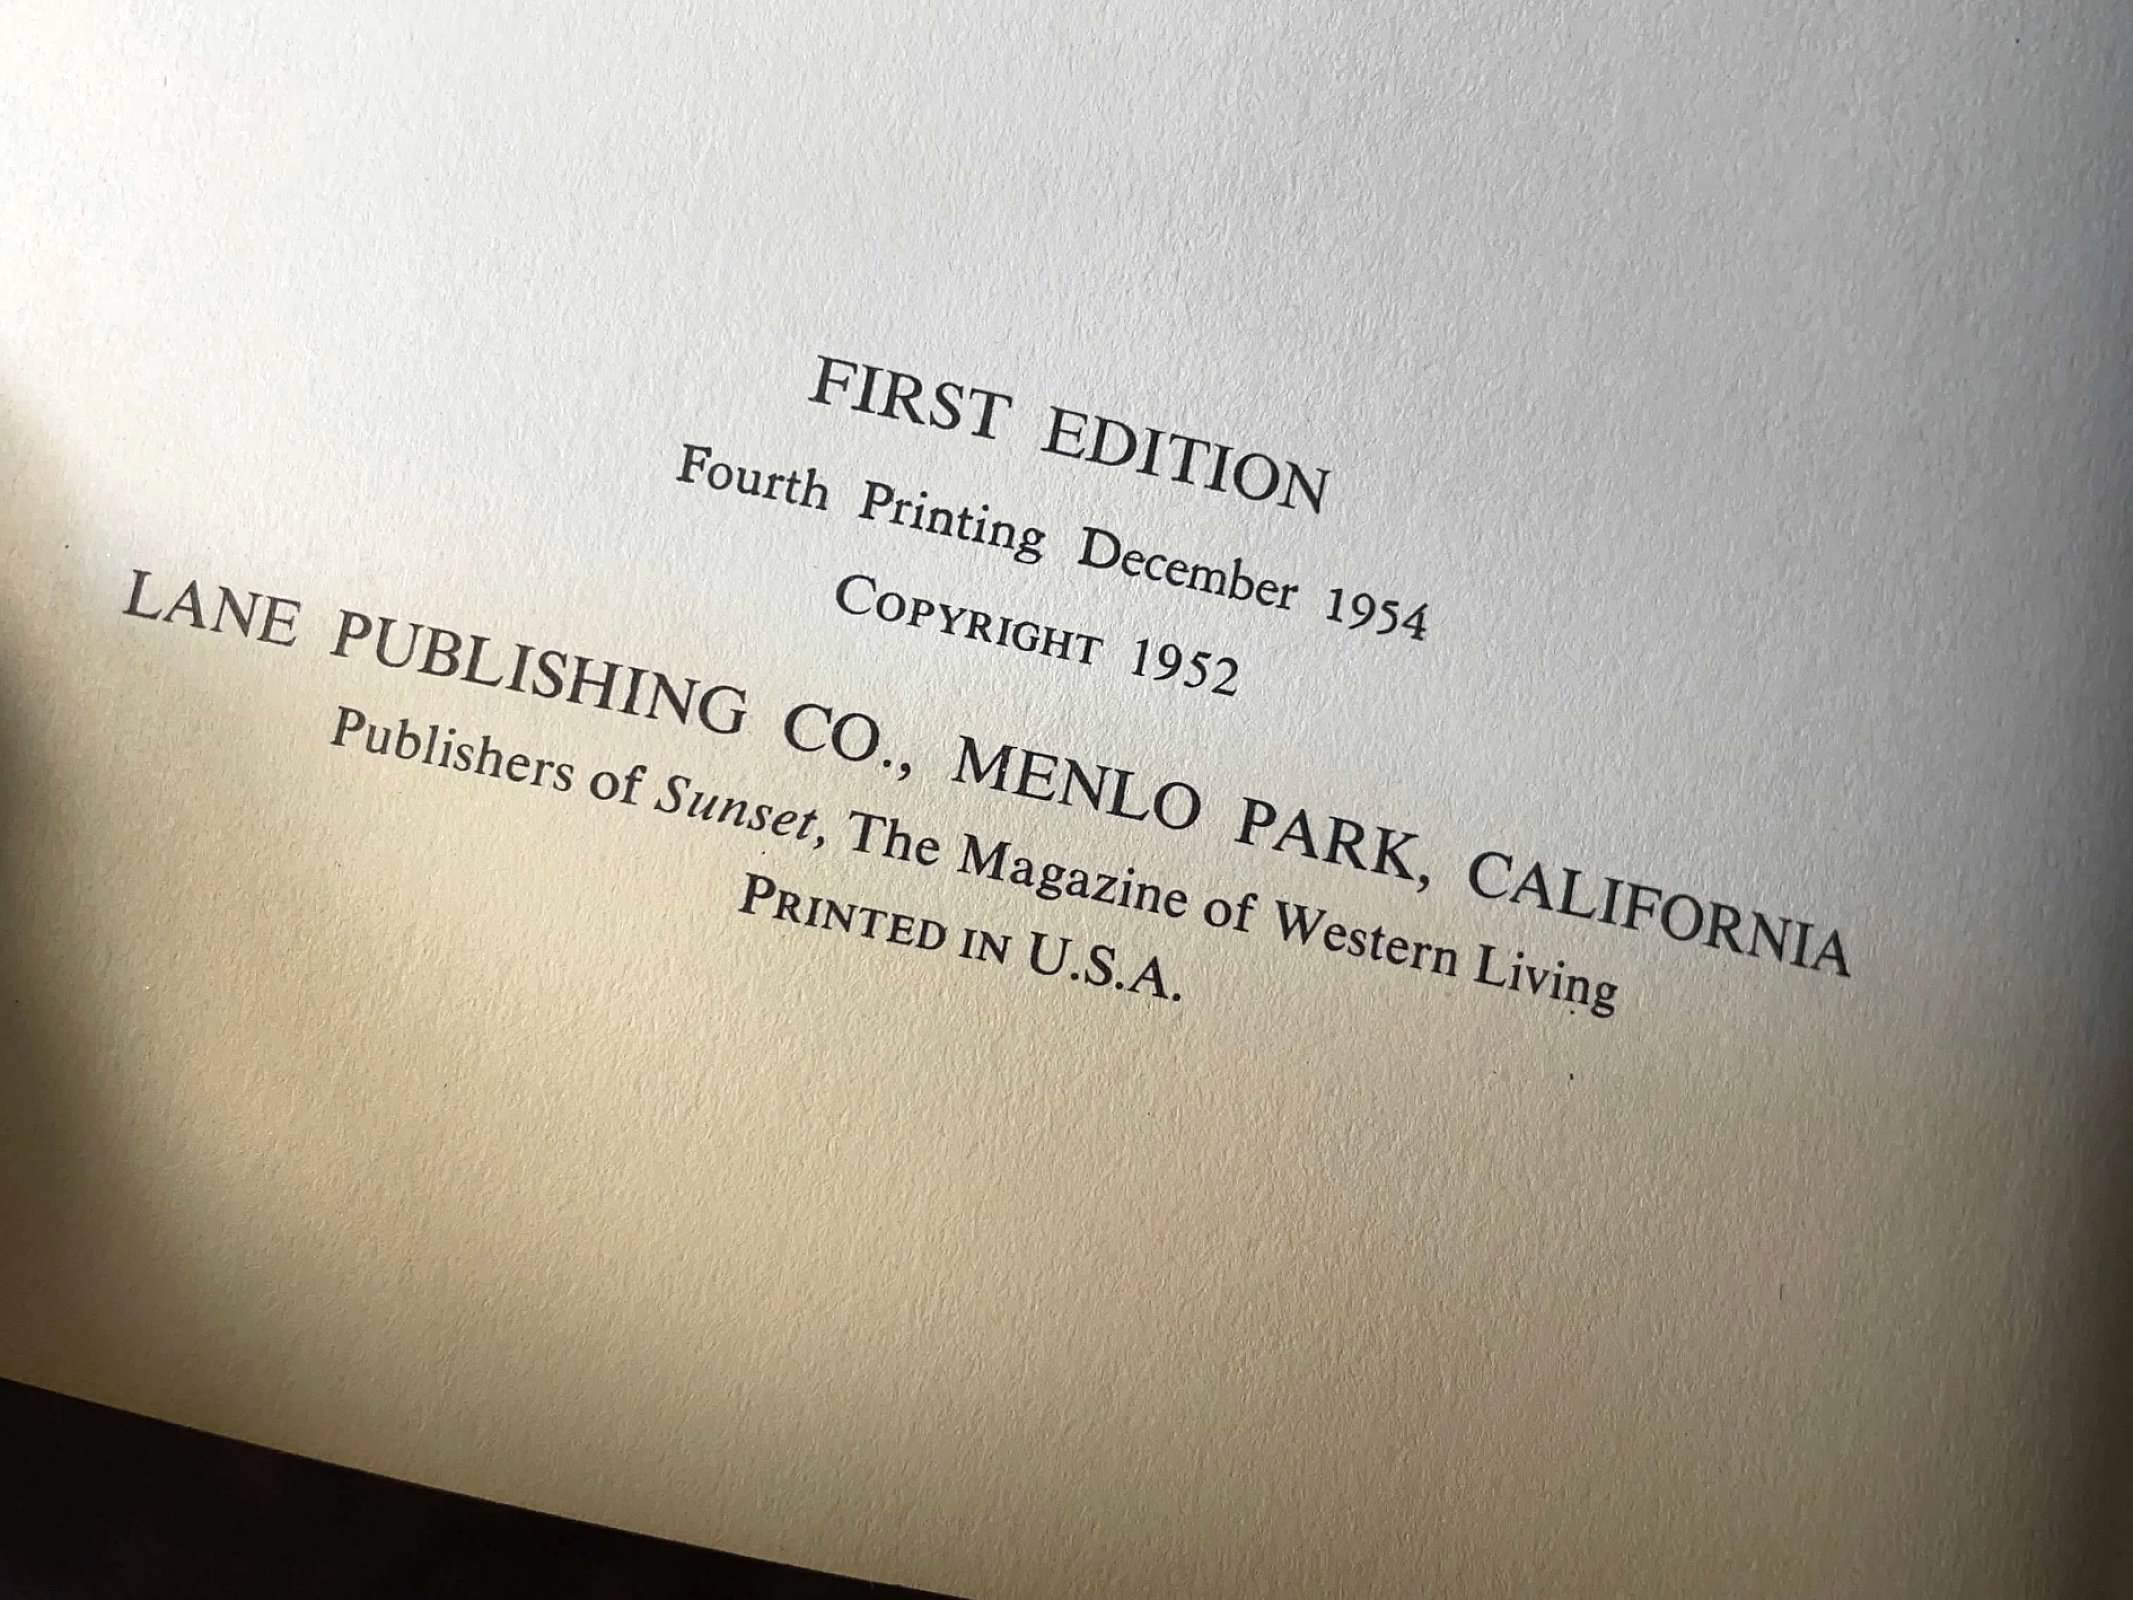 FIRST EDITION
Fourth Printing December 1954
COPYRIGHT 1952
LANE PUBLISHING CO., MENLO PARK, CALIFORNIA
Publishers of Sunset, The Magazine of Western Living
PRINTED IN U.S.A.